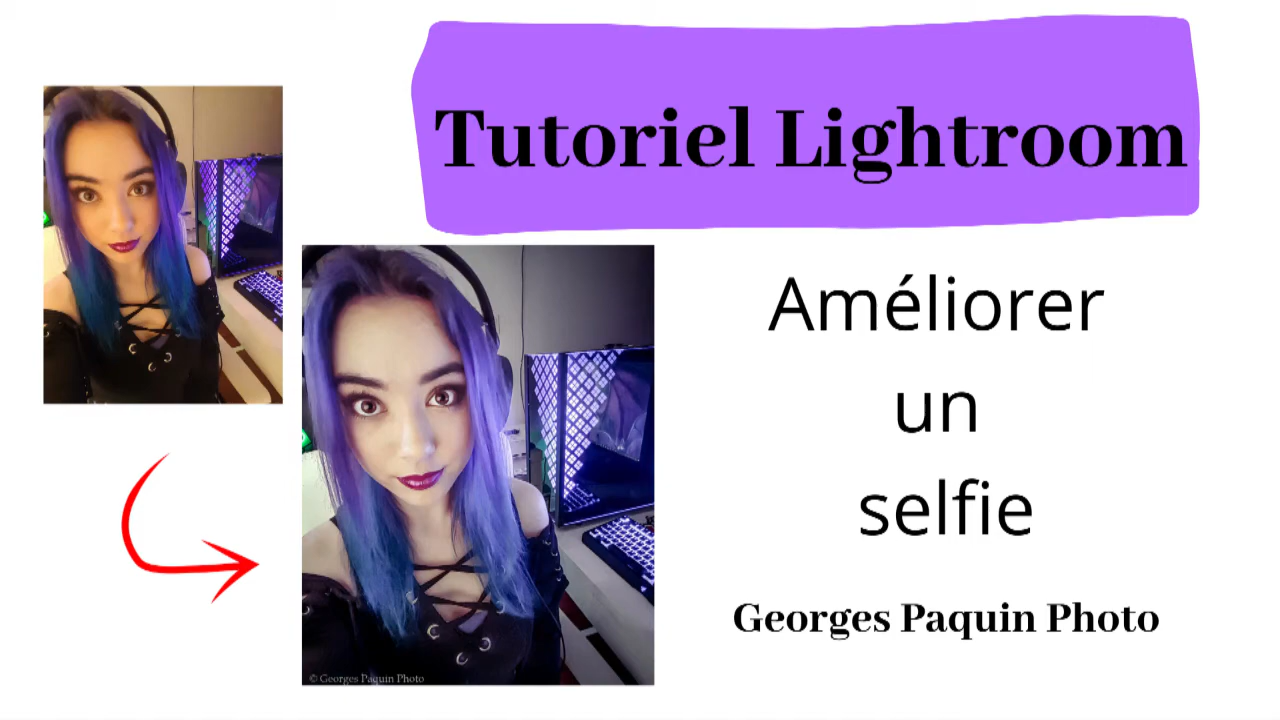 Tutoriel Lightroom
Améliorer
un
selfie
Georges Paquin Photo
© Georges Paquin Photo